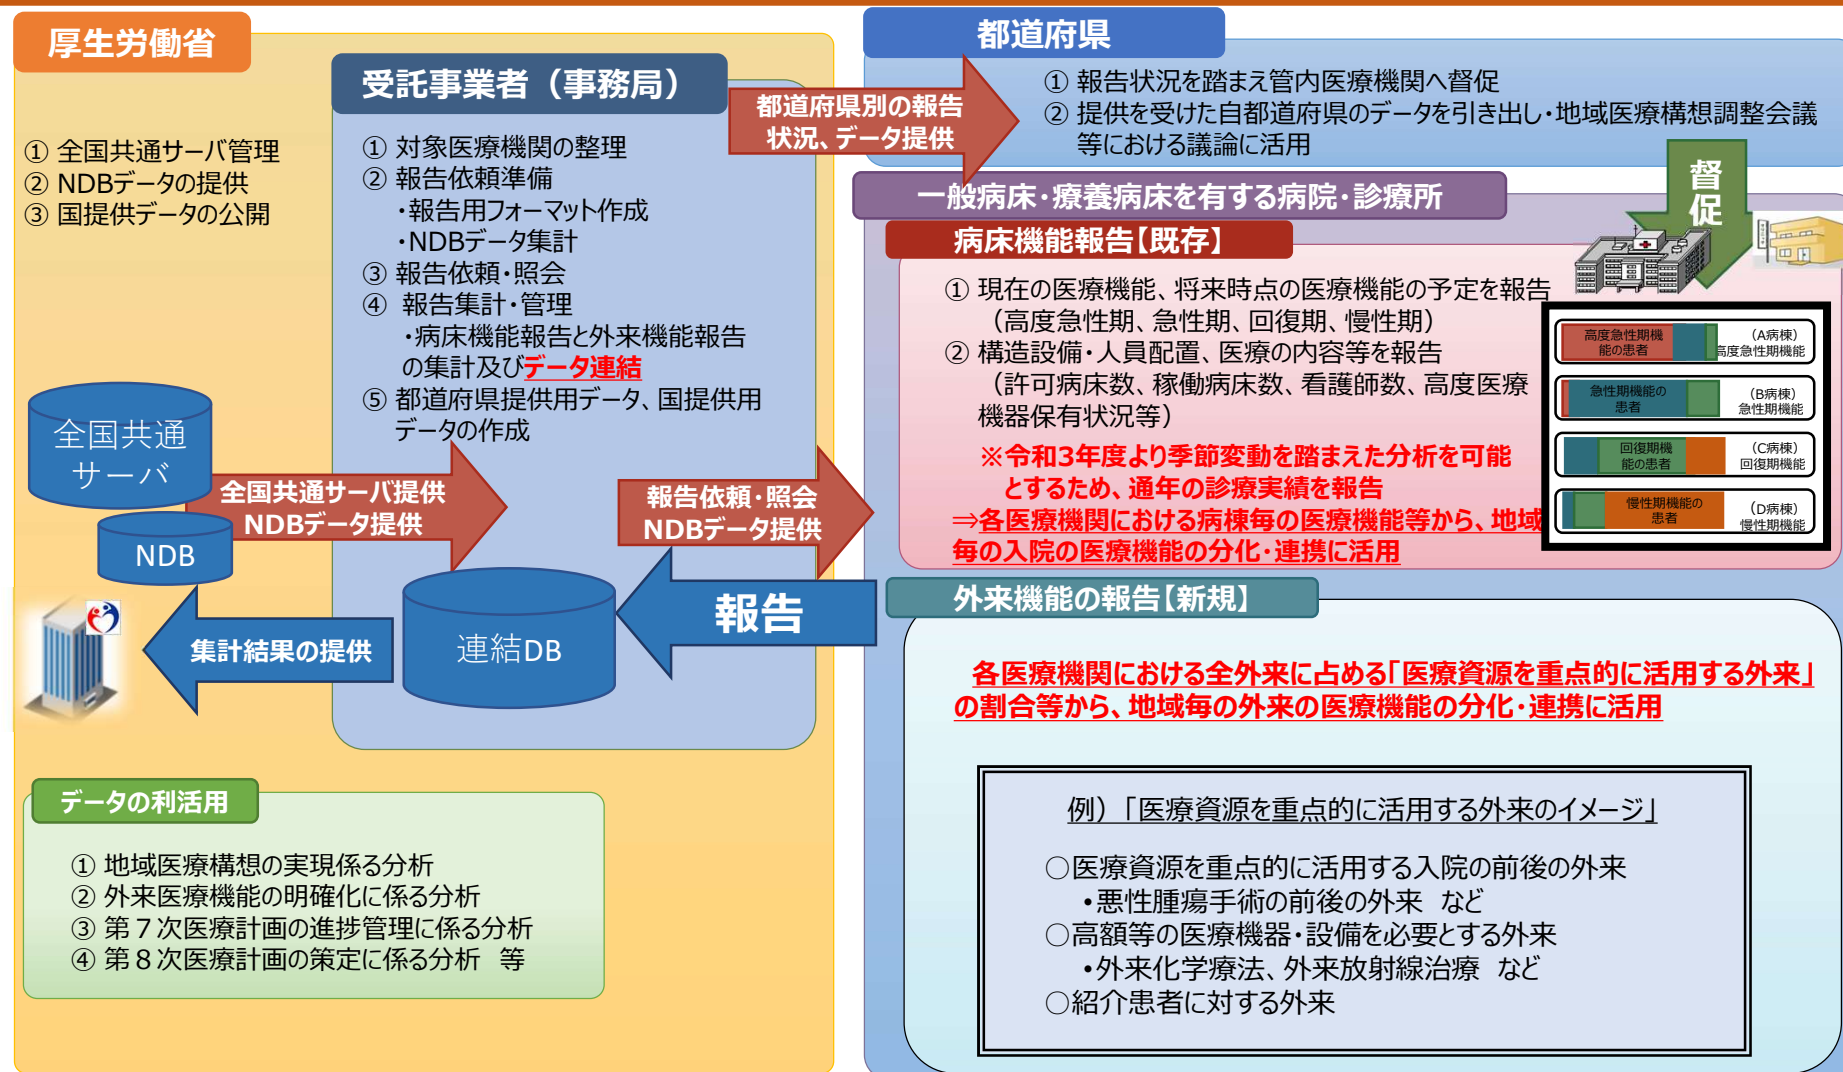 厚生労働省
① 全国共通サーバ管理
② NDBデータの提供
③ 国提供データの公開
受託事業者（事務局）
① 対象医療機関の整理
② 報告依頼準備
・報告用フォーマット作成
・NDBデータ集計
③ 報告依頼・照会
④ 報告集計・管理
・病床機能報告と外来機能報告
の集計及びデータ連結
⑤ 都道府県提供用データ、国提供用
データの作成
全国共通
サーバ
NDB
全国共通サーバ提供
NDBデータ提供
報告依頼・照会
NDBデータ提供
報告
連結DB
集計結果の提供
データの利活用
① 地域医療構想の実現係る分析
② 外来医療機能の明確化に係る分析
③ 第７次医療計画の進捗管理に係る分析
④ 第８次医療計画の策定に係る分析 等
都道府県別の報告
状況、データ提供
都道府県
① 報告状況を踏まえ管内医療機関へ督促
② 提供を受けた自都道府県のデータを引き出し・地域医療構想調整会議
等における議論に活用
督促
一般病床・療養病床を有する病院・診療所
病床機能報告【既存】
① 現在の医療機能、将来時点の医療機能の予定を報告
（高度急性期、急性期、回復期、慢性期）
② 構造設備・人員配置、医療の内容等を報告
（許可病床数、稼働病床数、看護師数、高度医療
機器保有状況等）
※令和3年度より季節変動を踏まえた分析を可能
とするため、通年の診療実績を報告
⇒各医療機関における病棟毎の医療機能等から、地域
毎の入院の医療機能の分化・連携に活用
高度急性期機
能の患者
（A病棟）
高度急性期機能
急性期機能の
患者
（B病棟）
急性期機能
回復期機
能の患者
（C病棟）
回復期機能
慢性期機能の
患者
（D病棟）
慢性期機能
外来機能の報告【新規】
各医療機関における全外来に占める「医療資源を重点的に活用する外来」
の割合等から、地域毎の外来の医療機能の分化・連携に活用
例）「医療資源を重点的に活用する外来のイメージ」
○医療資源を重点的に活用する入院の前後の外来
・悪性腫瘍手術の前後の外来 など
○高額等の医療機器・設備を必要とする外来
・外来化学療法、外来放射線治療 など
○紹介患者に対する外来